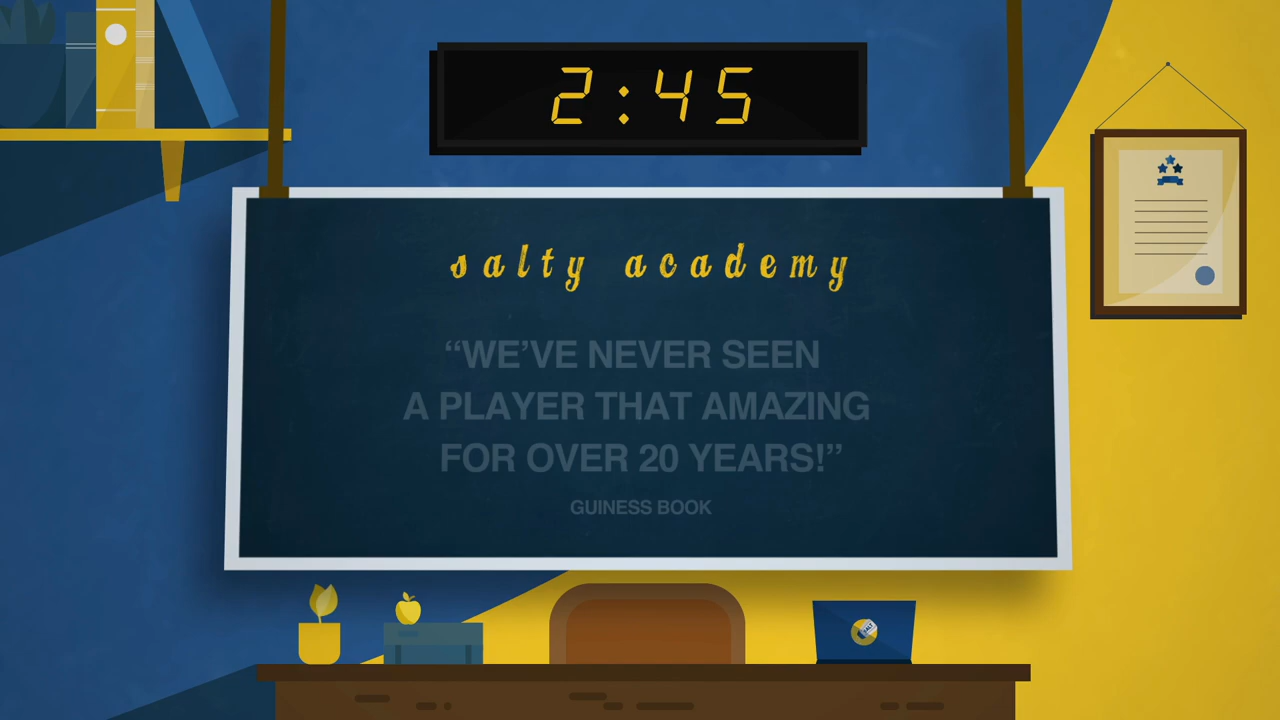 2:45
salty academy
“WE’VE NEVER SEEN
A PLAYER THAT AMAZING
FOR OVER 20 YEARS!”
GUINESS BOOK